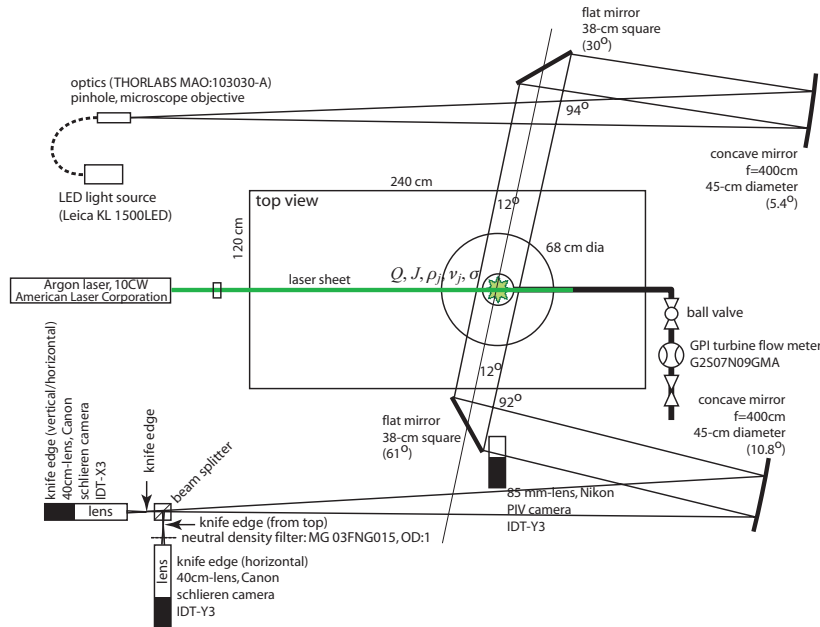 flat mirror
38-cm square
(30°)
optics (THORLABS MAO:103030-A)
pinhole, microscope objective
94°
LED light source
(Leica KL 1500LED)
concave mirror
f=400cm
45-cm diameter
(5.4°)
240 cm
top view
120 cm
12°
68 cm dia
Argon laser, 10CW
American Laser Corporation
laser sheet
Q, J, ρj, νj, σ
ball valve
GPI turbine flow meter
G2S07N09GMA
12°
92°
flat mirror
38-cm square
(61°)
concave mirror
f=400cm
45-cm diameter
(10.8°)
knife edge (vertical/horizontal)
40cm-lens, Canon
schlieren camera
IDT-X3
knife edge
beam splitter
lens
85 mm-lens, Nikon
PIV camera
IDT-Y3
knife edge (from top)
neutral density filter: MG 03FNG015, OD:1
lens
knife edge (horizontal)
40cm-lens, Canon
schlieren camera
IDT-Y3